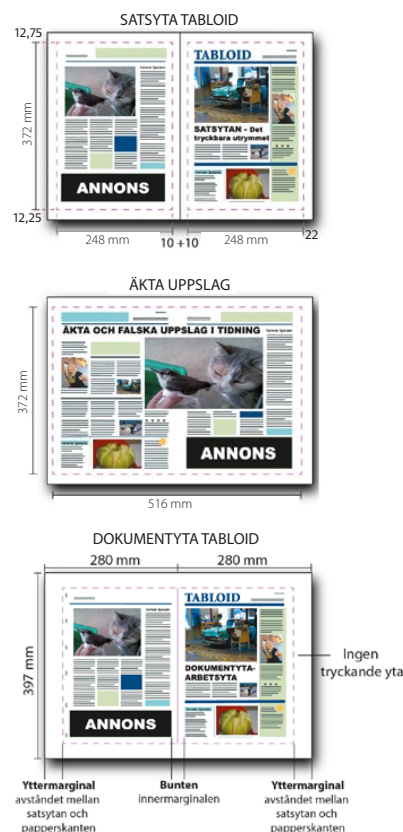 SATSYTA TABLOID
12,75
372 mm
12,25
TABLOID
SATSYTAN - Det
tryckbara utrymmet
ANNONS
248 mm
10 +10
248 mm
22
ÄKTA UPPSLAG
ÄKTA OCH FALSKA UPPSLAG I TIDNING
372 mm
ANNONS
516 mm
DOKUMENTYTA TABLOID
280 mm
280 mm
397 mm
TABLOID
DOKUMENTYTA-
ARBETSYTA
ANNONS
Ingen
tryckande yta
Yttermarginal
avståndet mellan
satsytan och
papperskanten
Bunten
innermarginalen
Yttermarginal
avståndet mellan
satsytan och
papperskanten